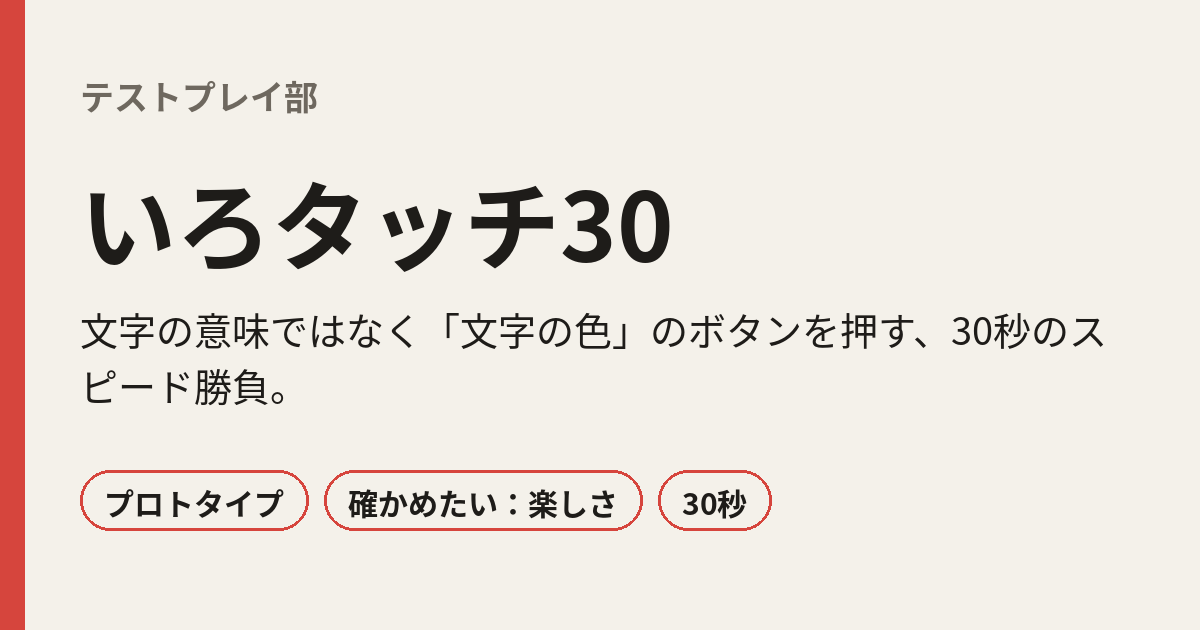 テストプレイ部
いろタッチ30
文字の意味ではなく「文字の色」のボタンを押す、30秒のス
ピード勝負。
プロトタイプ 確かめたい：楽しさ 30秒